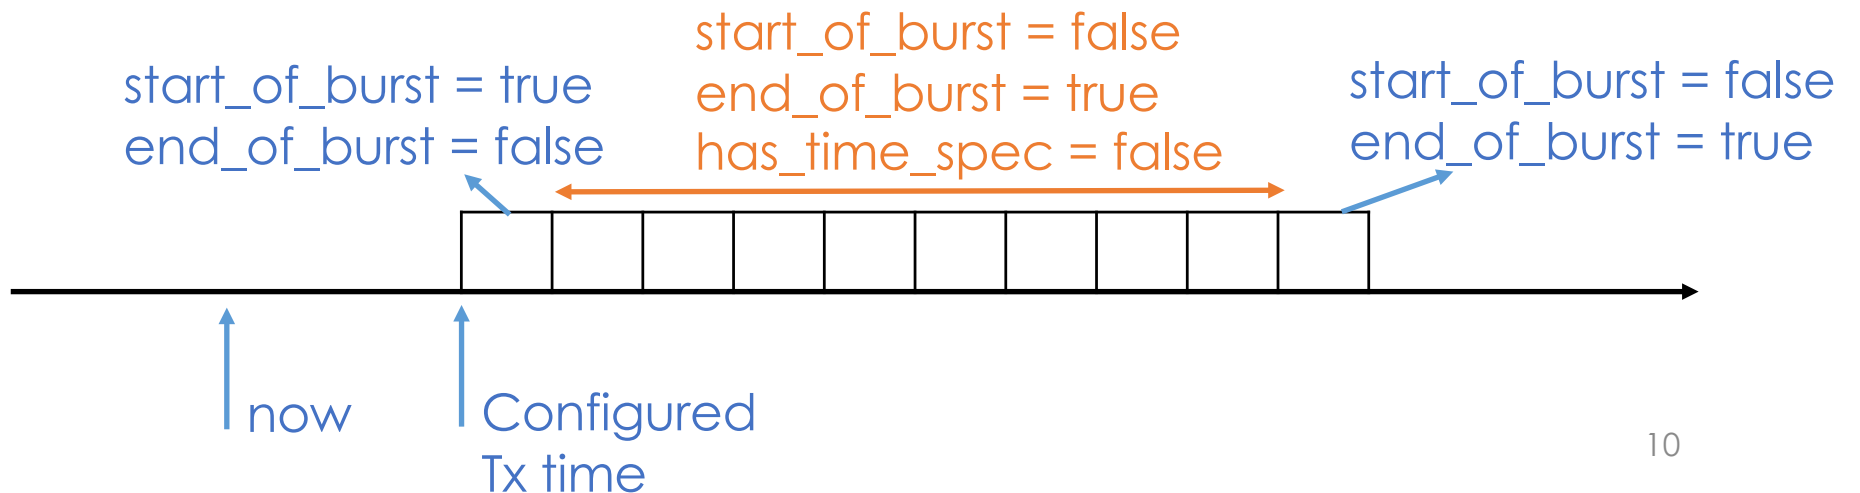 start_of_burst = true
end_of_burst = false
start_of_burst = false
end_of_burst = true
has_time_spec = false
start_of_burst = false
end_of_burst = true
now
Configured
Tx time
10